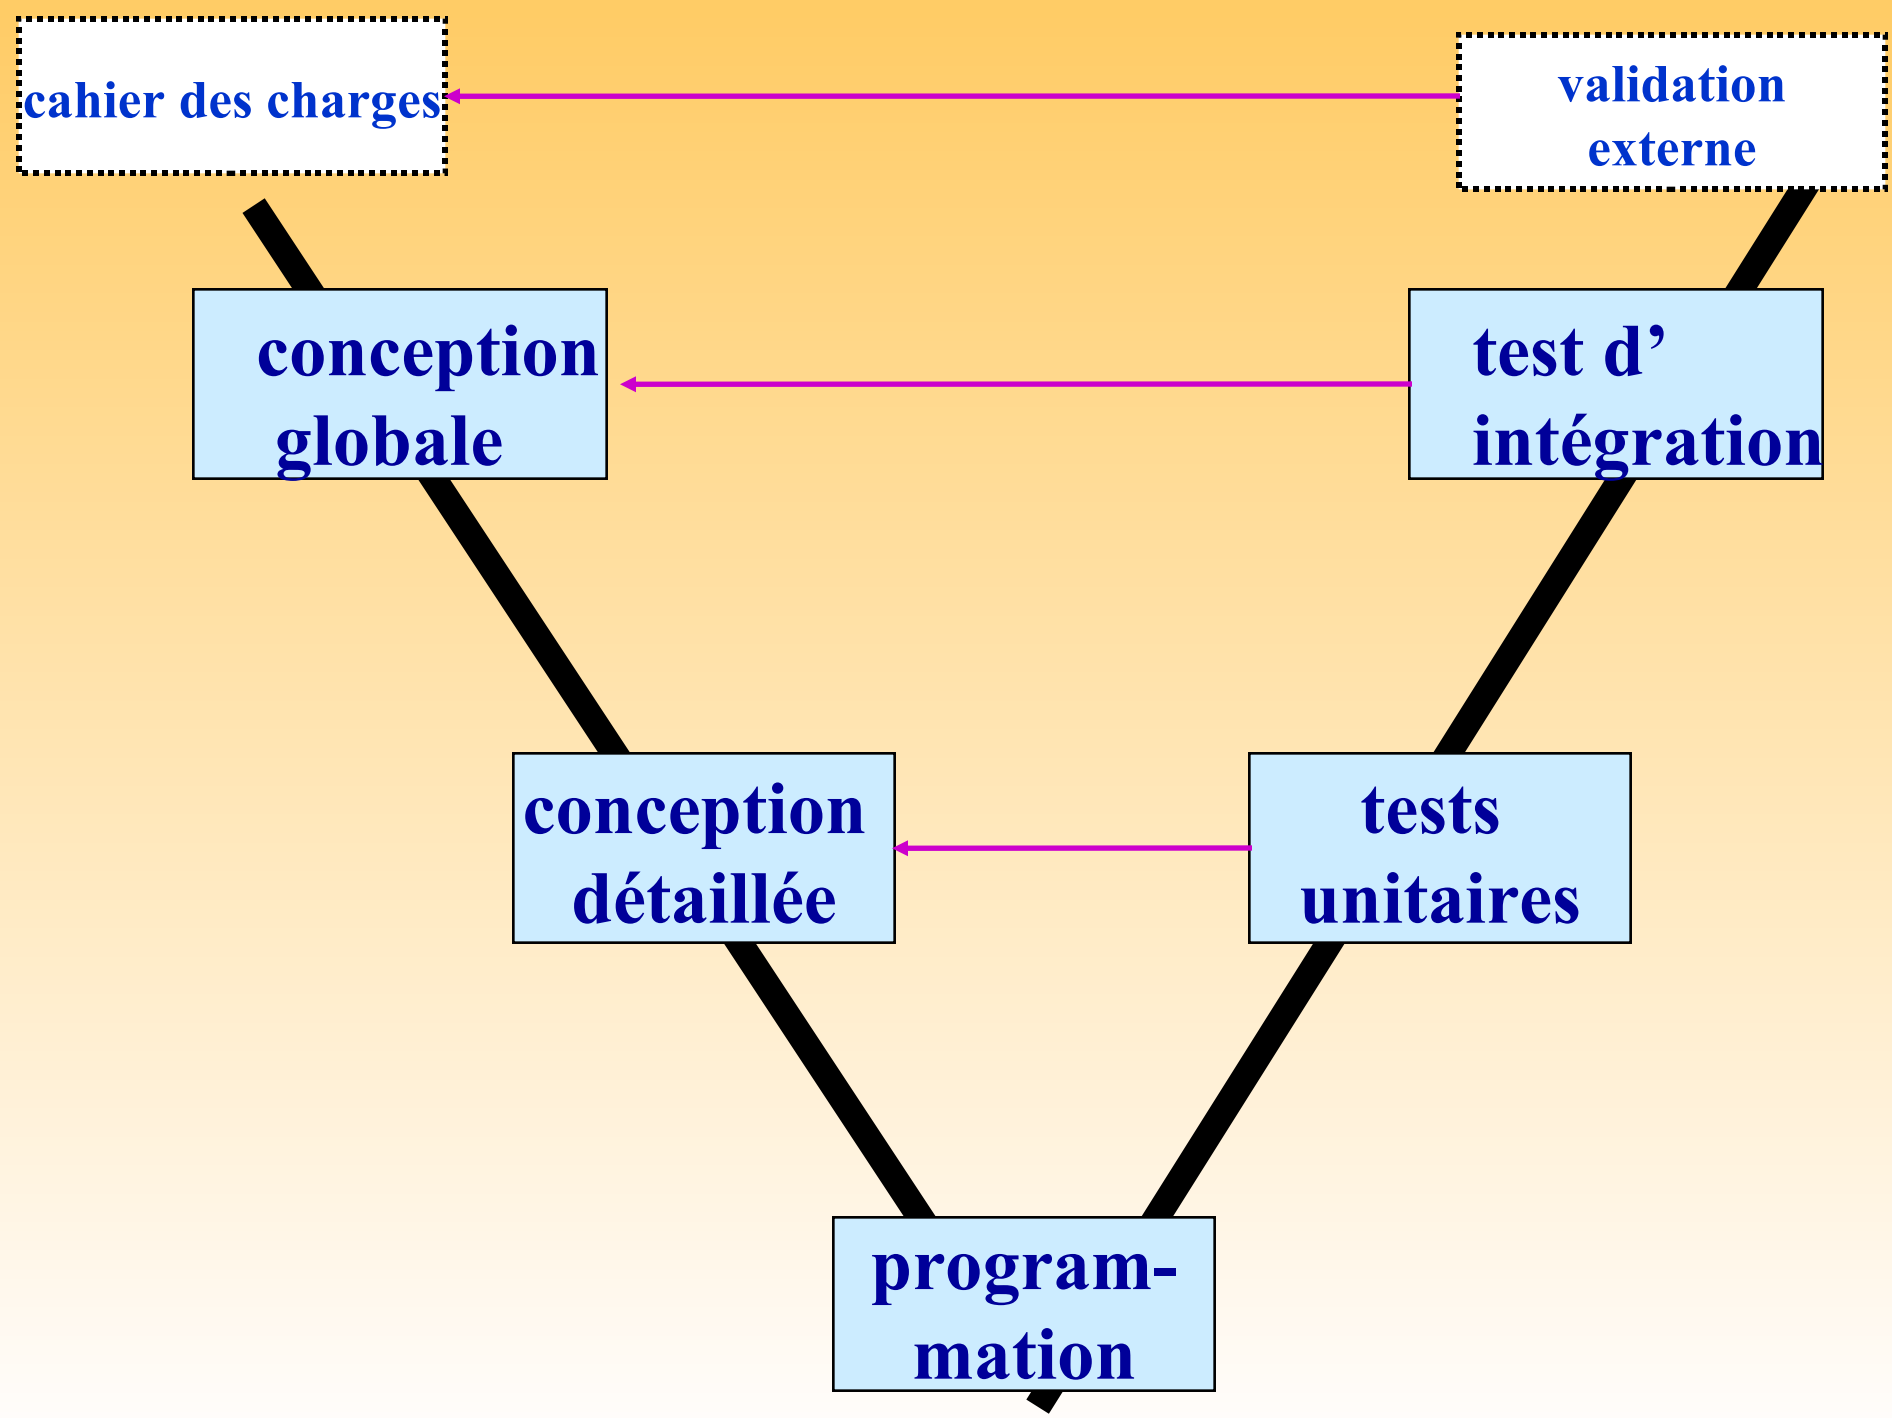 cahier des charges
validation
externe
conception
globale
test d’
intégration
conception
détaillée
tests
unitaires
program-
mation